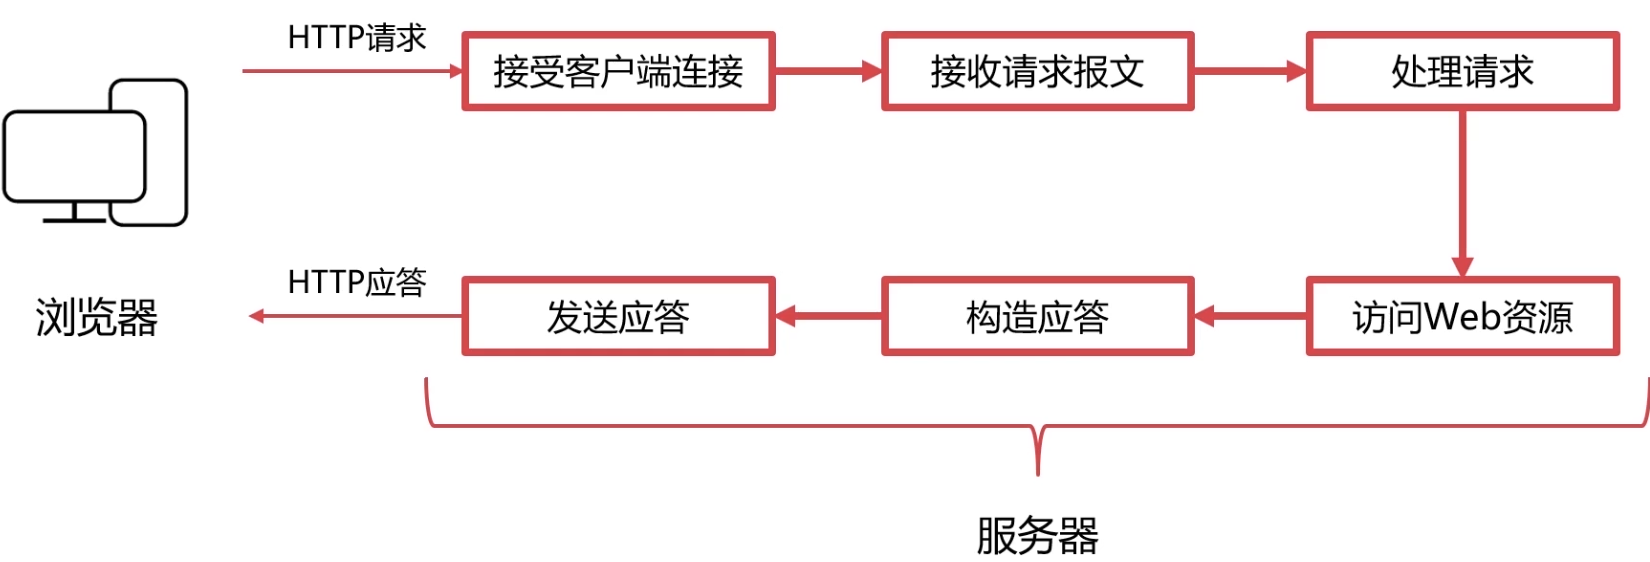 HTTP请求
接受客户端连接
接收请求报文
处理请求
浏览器
HTTP应答
发送应答
构造应答
访问Web资源
服务器